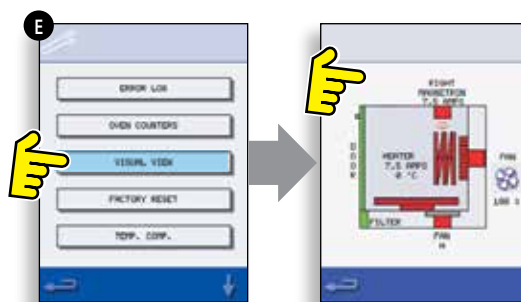 E
ERROR LOG
OVEN COUNTERS
VISUAL VIEW
FACTORY RESET
TEMP. COMP.
RIGHT
MAGNETRON
7.5 AMPS
DOOR
HEATER
7.5 AMPS
0 °C
FAN
100 %
FILTER
FAN
M